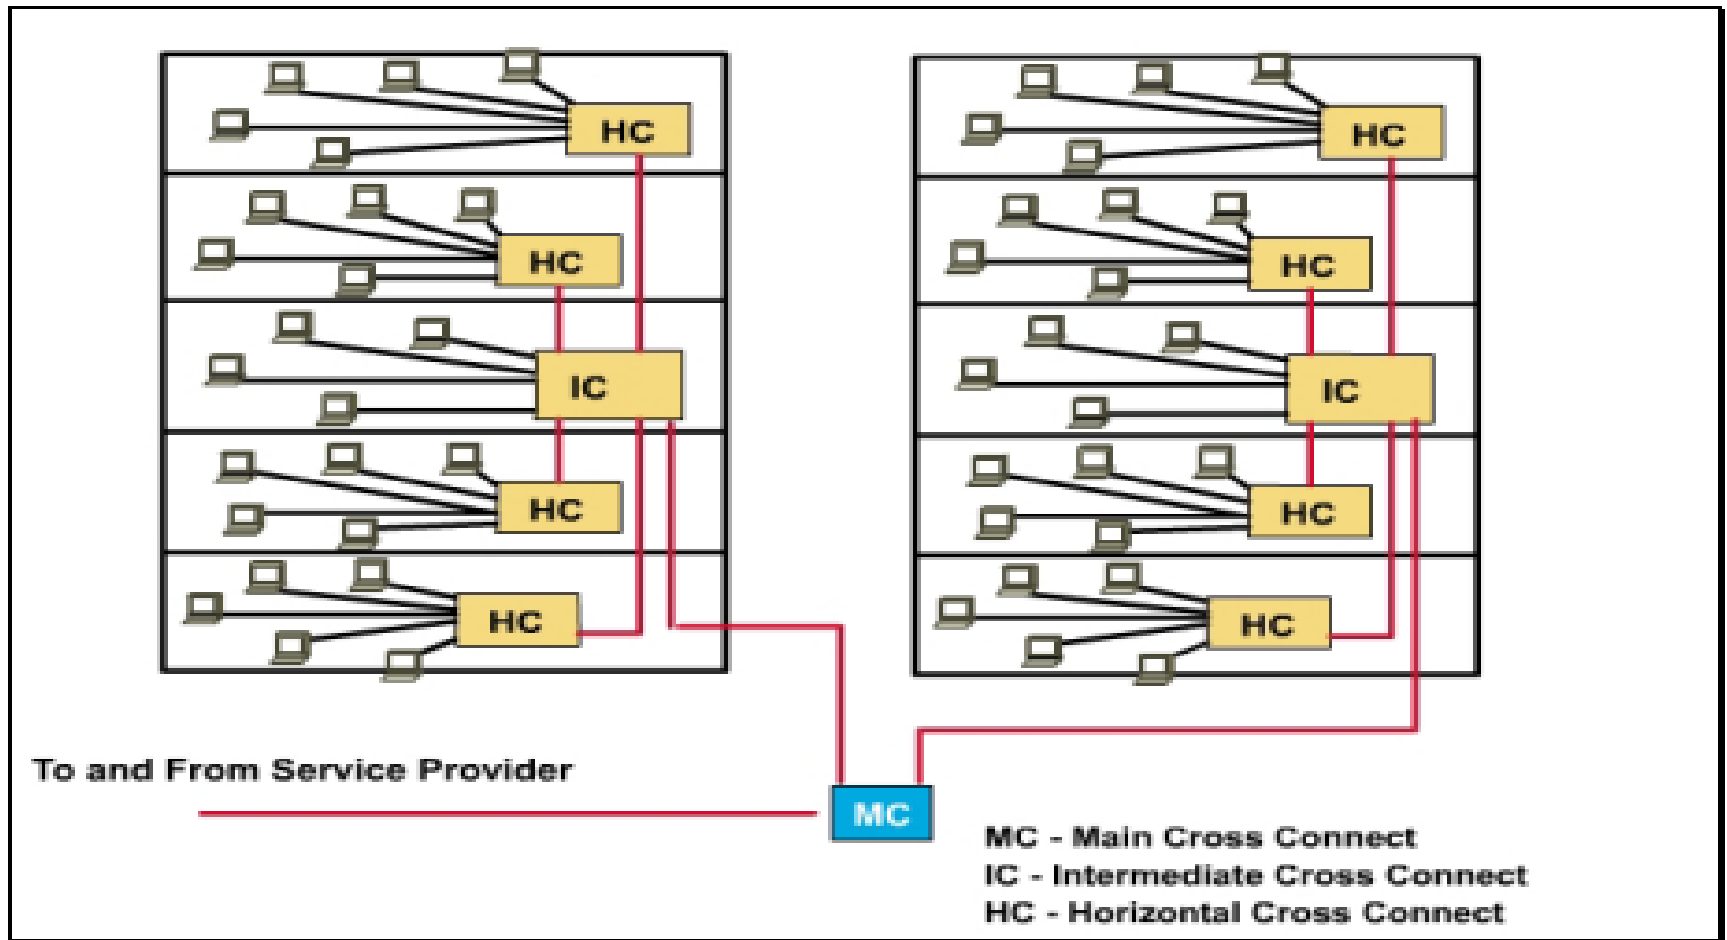 HC
HC
HC
HC
IC
IC
HC
HC
HC
HC
To and From Service Provider
MC
MC - Main Cross Connect
IC - Intermediate Cross Connect
HC - Horizontal Cross Connect